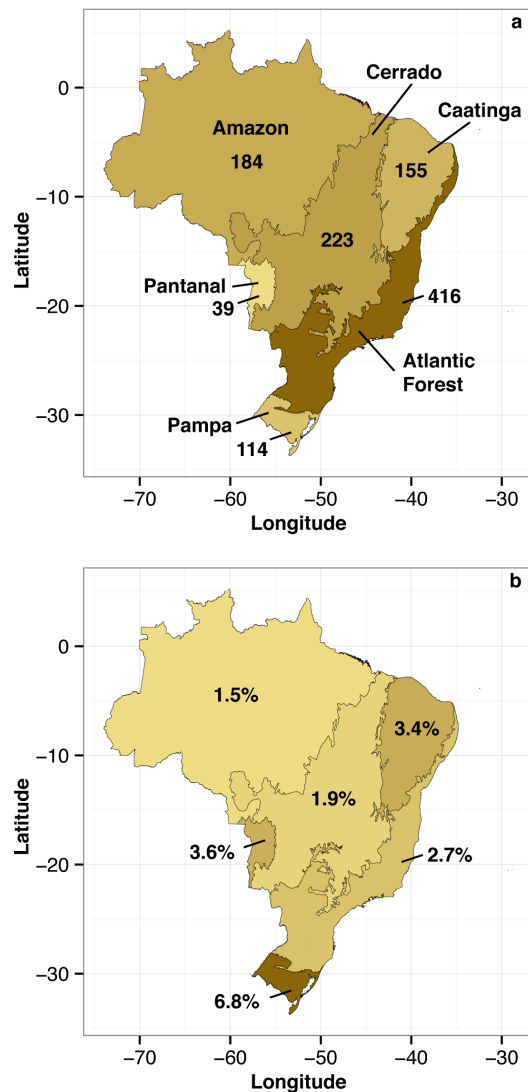 a
Cerrado
0
Caatinga
Amazon
184
155
−10
223
Pantanal
39
416
−20
Atlantic
Forest
−30
Pampa
114
Latitude
−70
−60
−50
−40
−30
Longitude
b
0
1.5%
3.4%
−10
1.9%
3.6%
2.7%
−20
−30
6.8%
Latitude
−70
−60
−50
−40
−30
Longitude